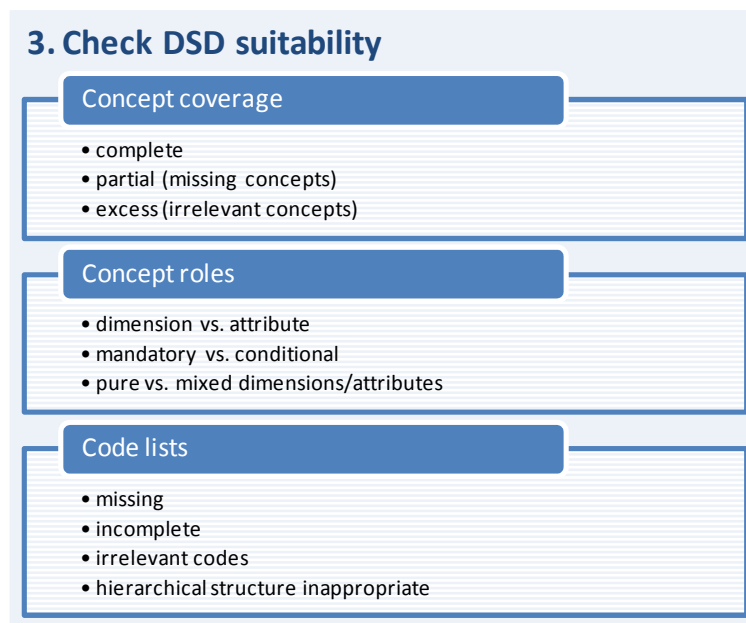 3. Check DSD suitability
Concept coverage
• complete
• partial (missing concepts)
• excess (irrelevant concepts)
Concept roles
• dimension vs. attribute
• mandatory vs. conditional
• pure vs. mixed dimensions/attributes
Code lists
• missing
• incomplete
• irrelevant codes
• hierarchical structure inappropriate